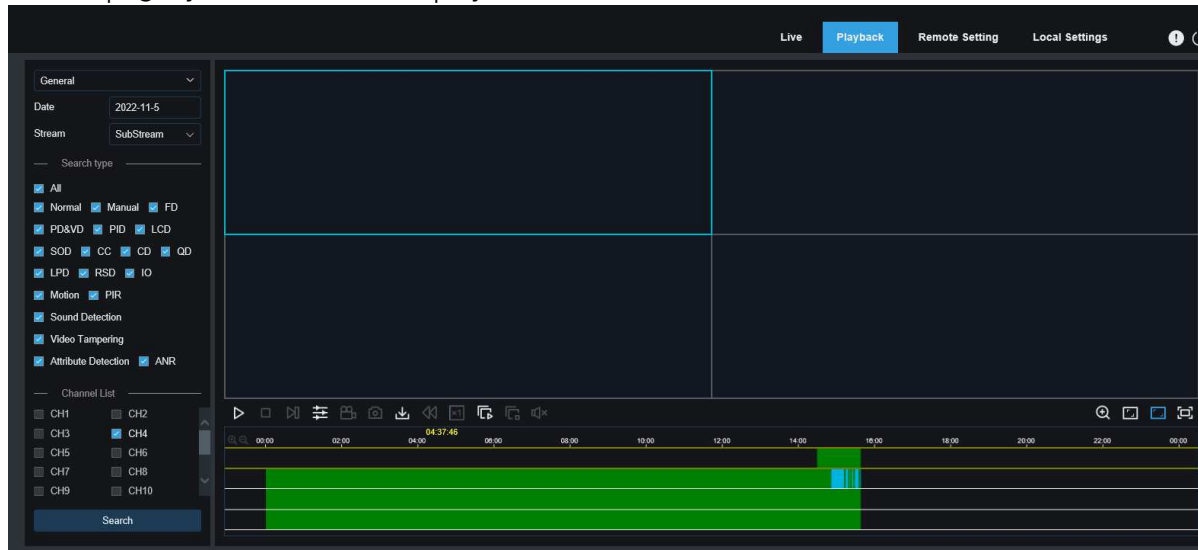 Live Playback Remote Setting Local Settings
General
Date 2022-11-5
Stream SubStream
Search type
All
Normal Manual FD
PD&VD PID LCD
SOD CC CD QD
LPD RSD IO
Motion PIR
Sound Detection
Video Tampering
Attribute Detection ANR
Channel List
CH1 CH2
CH3 CH4
CH5 CH6
CH7 CH8
CH9 CH10
Search
×1
04:37:46
00:00 02:00 04:00 06:00 08:00 10:00 12:00 14:00 16:00 18:00 20:00 22:00 00:00